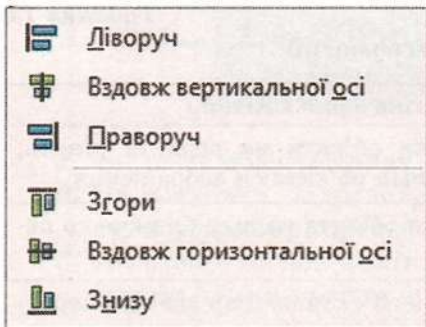 Ліворуч
Вздовж вертикальної осі
Праворуч
Згори
Вздовж горизонтальної осі
Знизу